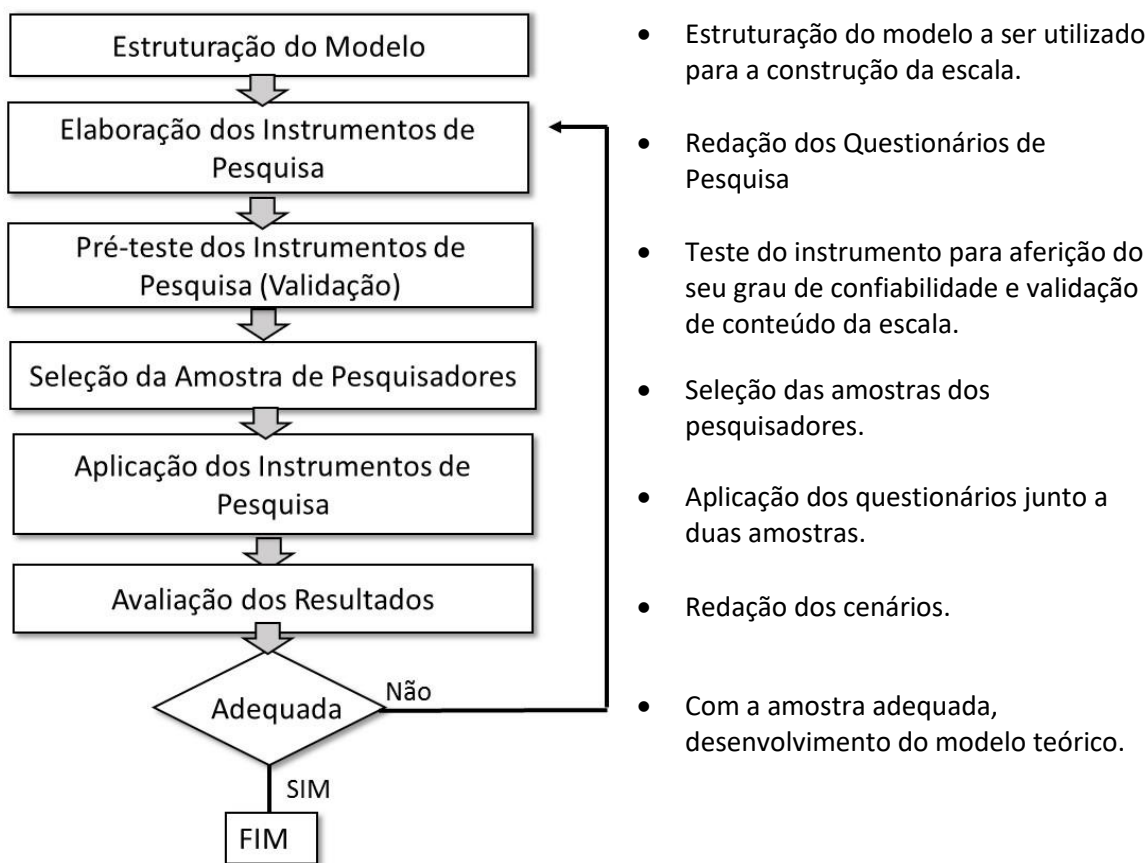 Estruturação do Modelo
Elaboração dos Instrumentos de
Pesquisa
Pré-teste dos Instrumentos de
Pesquisa (Validação)
Seleção da Amostra de Pesquisadores
Aplicação dos Instrumentos de
Pesquisa
Avaliação dos Resultados
Adequada
Não
SIM
FIM
• Estruturação do modelo a ser utilizado
para a construção da escala.
• Redação dos Questionários de
Pesquisa
• Teste do instrumento para aferição do
seu grau de confiabilidade e validação
de conteúdo da escala.
• Seleção das amostras dos
pesquisadores.
• Aplicação dos questionários junto a
duas amostras.
• Redação dos cenários.
• Com a amostra adequada,
desenvolvimento do modelo teórico.